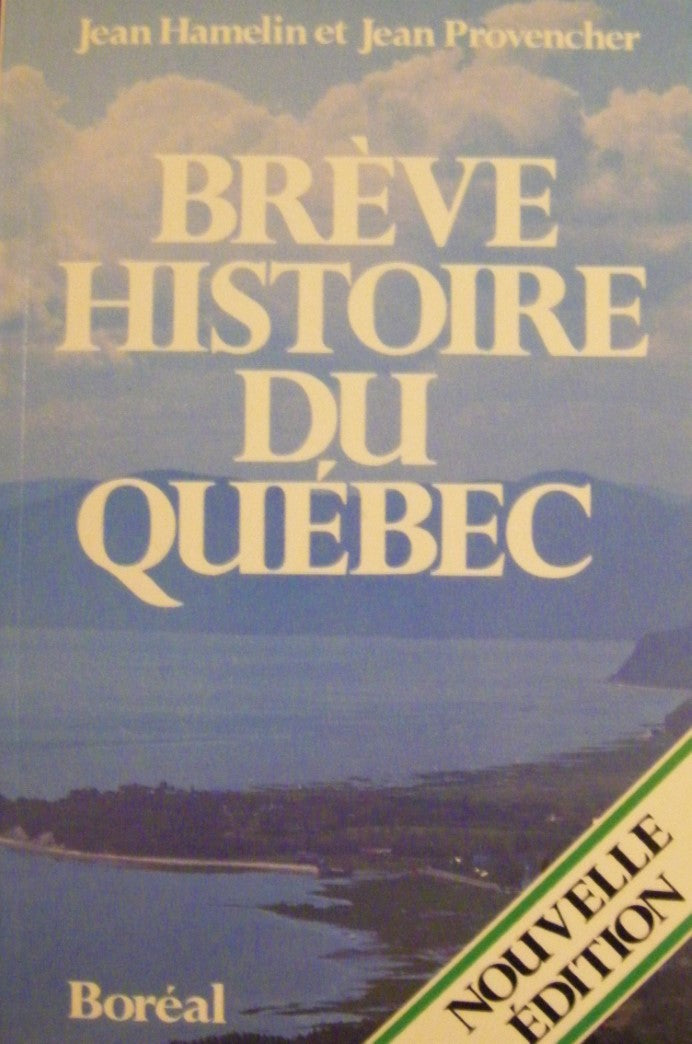 Jean Hamelin et Jean Provencher
BRÈVE
HISTOIRE
DU
QUÉBEC
NOUVELLE
ÉDITION
Boréal